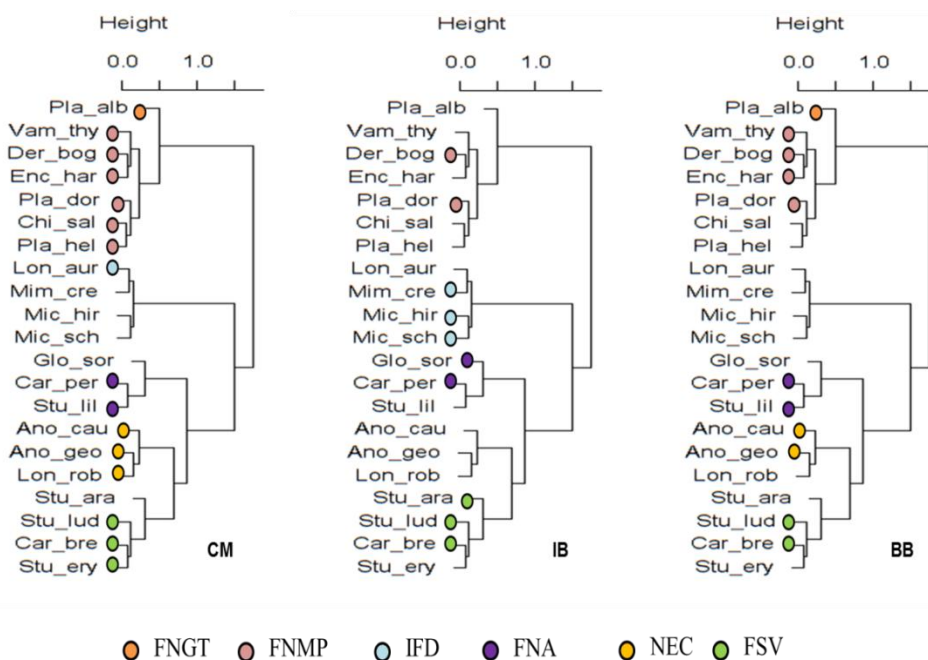 Height
0.0 1.0
Pla_alb
Vam_thy
Der_bog
Enc_har
Pla_dor
Chi_sal
Pla_hel
Lon_aur
Mim_cre
Mic_hir
Mic_sch
Glo_sor
Car_per
Stu_lil
Ano_cau
Ano_geo
Lon_rob
Stu_ara
Stu_lud
Car_bre
Stu_ery
CM
Height
0.0 1.0
Pla_alb
Vam_thy
Der_bog
Enc_har
Pla_dor
Chi_sal
Pla_hel
Lon_aur
Mim_cre
Mic_hir
Mic_sch
Glo_sor
Car_per
Stu_lil
Ano_cau
Ano_geo
Lon_rob
Stu_ara
Stu_lud
Car_bre
Stu_ery
IB
Height
0.0 1.0
Pla_alb
Vam_thy
Der_bog
Enc_har
Pla_dor
Chi_sal
Pla_hel
Lon_aur
Mim_cre
Mic_hir
Mic_sch
Glo_sor
Car_per
Stu_lil
Ano_cau
Ano_geo
Lon_rob
Stu_ara
Stu_lud
Car_bre
Stu_ery
BB
FNGT FNMP IFD FNA NEC FSV